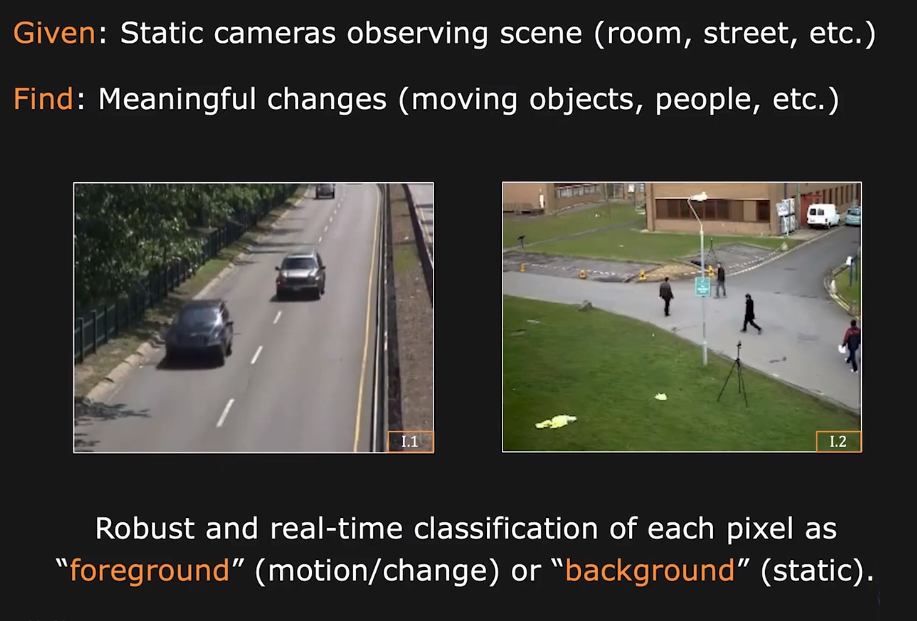 Given: Static cameras observing scene (room, street, etc.)
Find: Meaningful changes (moving objects, people, etc.)
I.1
I.2
Robust and real-time classification of each pixel as
“foreground” (motion/change) or “background” (static).